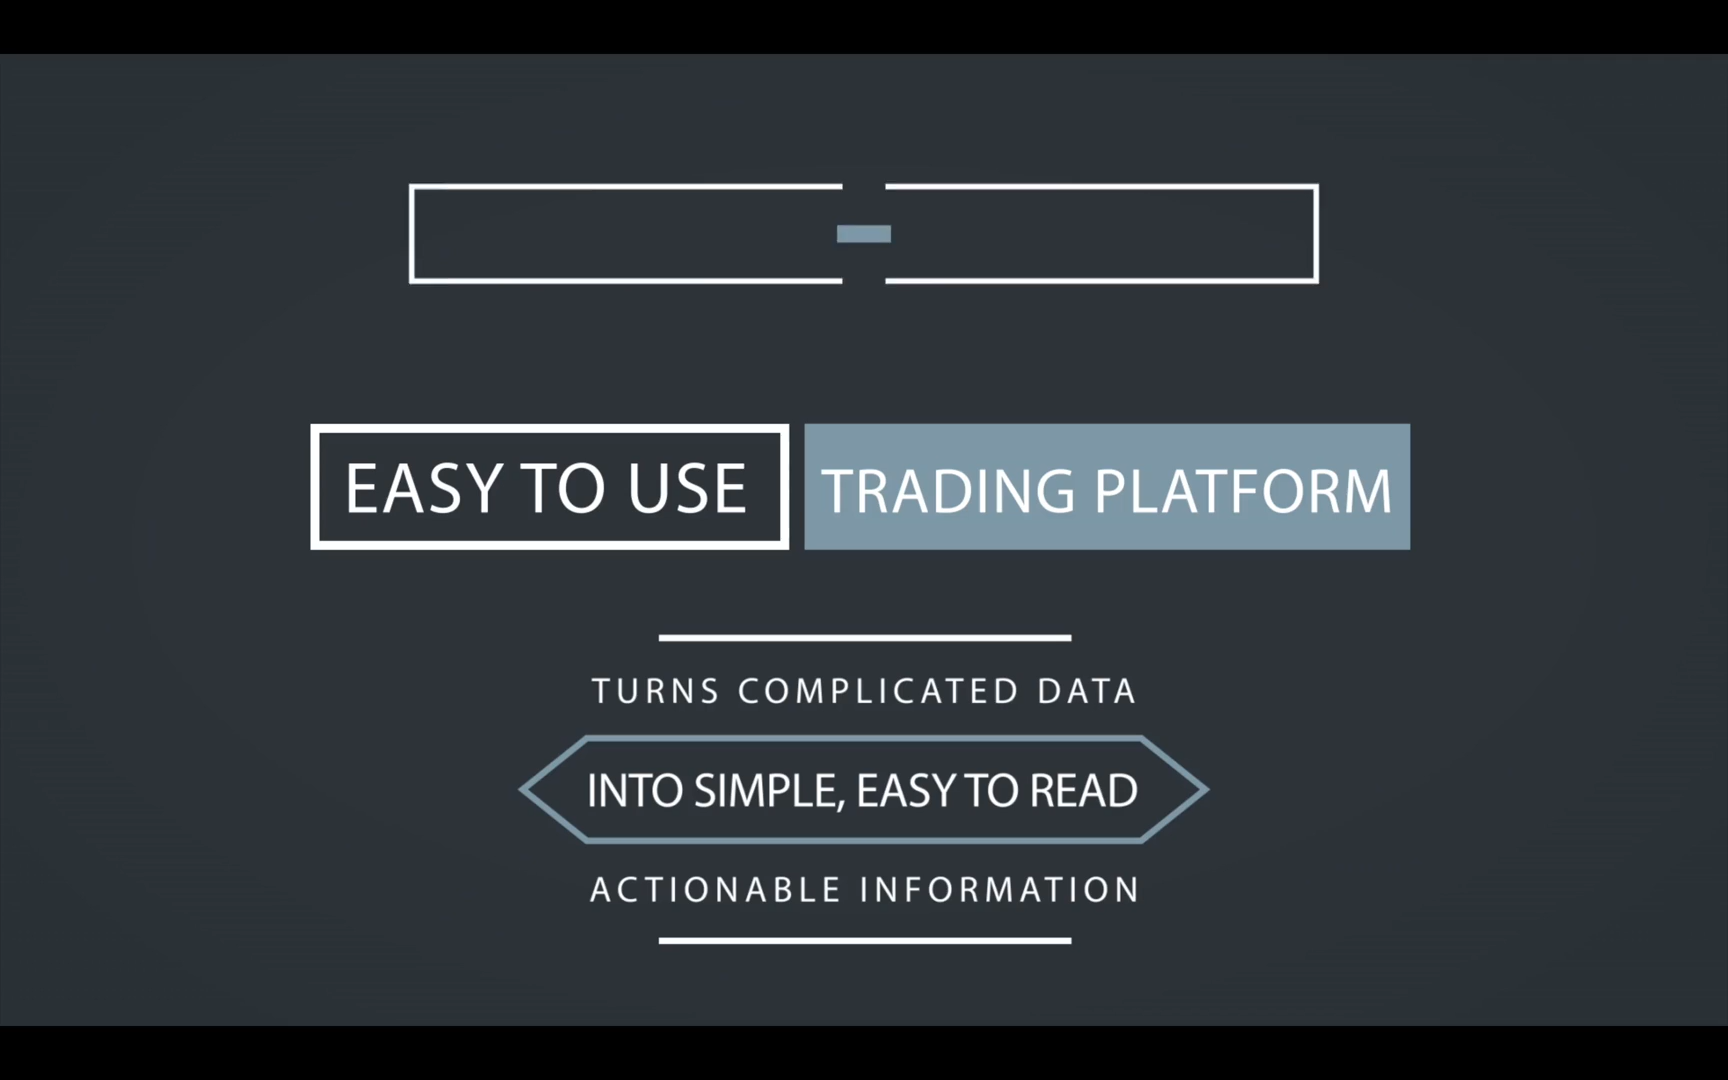 EASY TO USE TRADING PLATFORM
TURNS COMPLICATED DATA
INTO SIMPLE, EASY TO READ
ACTIONABLE INFORMATION